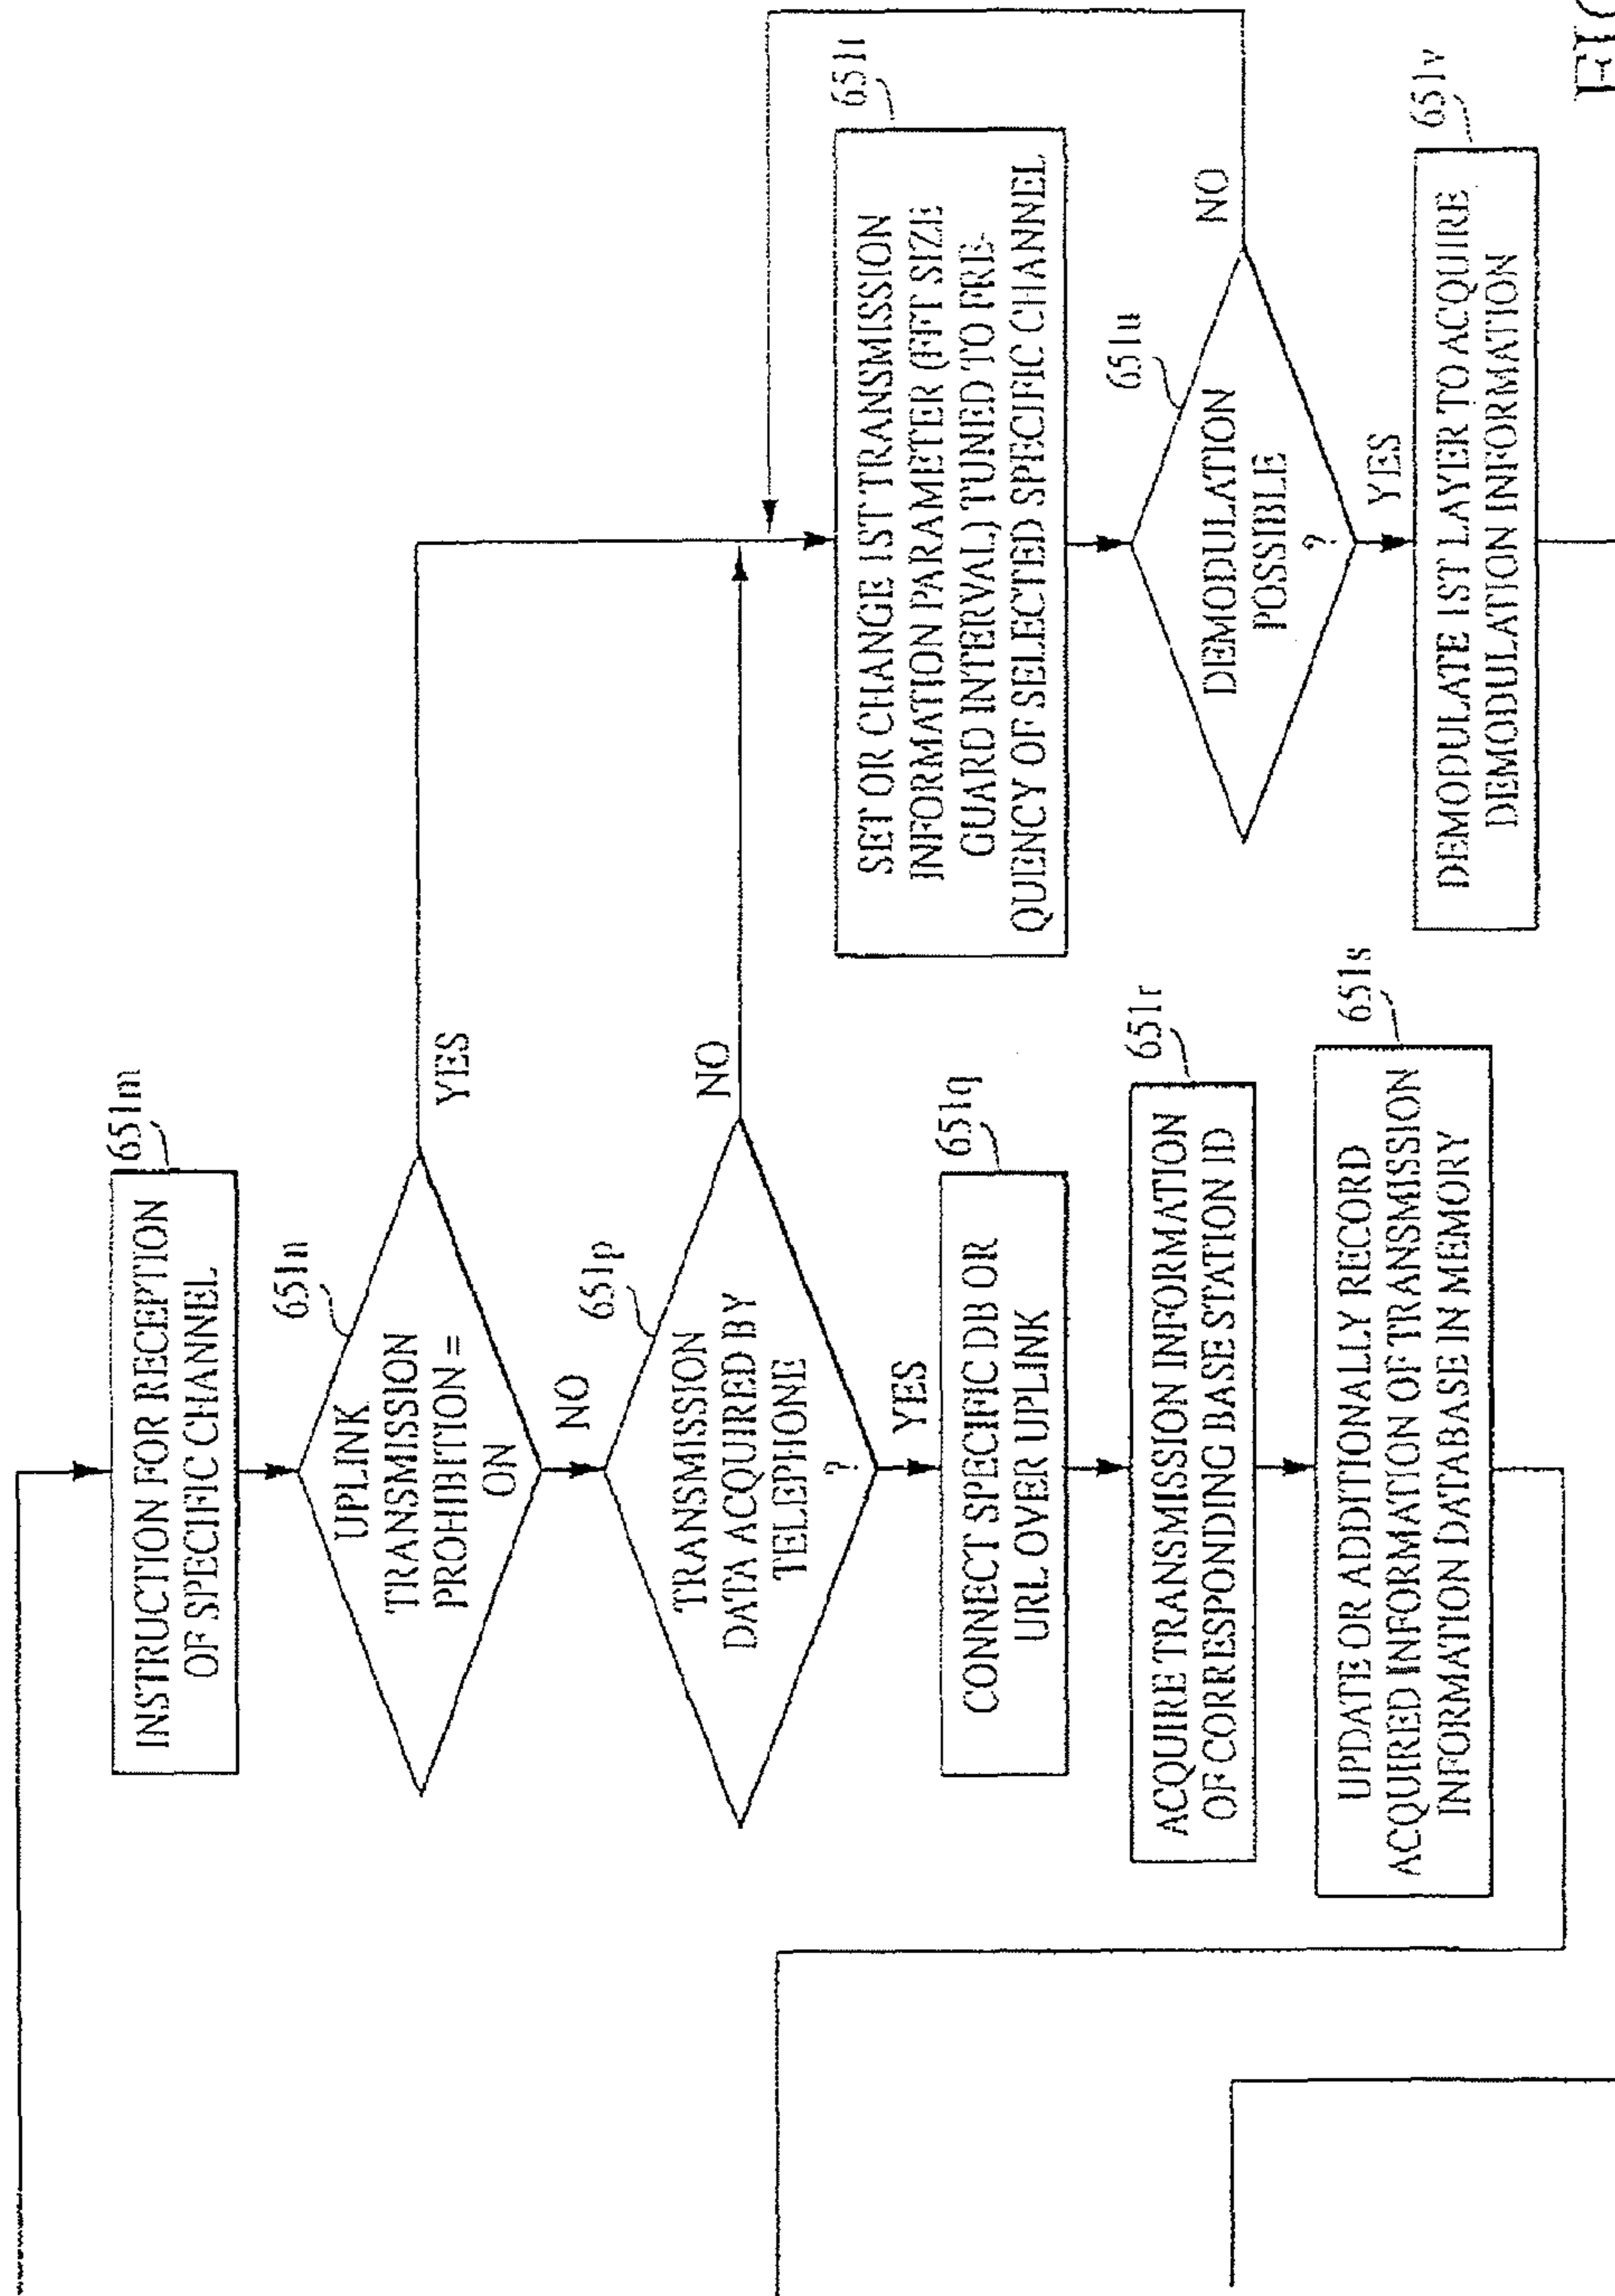 651m
INSTRUCTION FOR RECEPTION
OF SPECIFIC CHANNEL
651n
UPLINK
TRANSMISSION
PROHIBITION =
ON
YES
NO
651p
TRANSMISSION
DATA ACQUIRED BY
TELEPHONE
?
NO
YES
651q
CONNECT SPECIFIC DB OR
URL OVER UPLINK
651r
ACQUIRE TRANSMISSION INFORMATION
OF CORRESPONDING BASE STATION ID
651s
UPDATE OR ADDITIONALLY RECORD
ACQUIRED INFORMATION OF TRANSMISSION
INFORMATION DATABASE IN MEMORY
651t
SET OR CHANGE 1ST TRANSMISSION
INFORMATION PARAMETER (FFT SIZE
GUARD INTERVAL) TUNED TO FRE-
QUENCY OF SELECTED SPECIFIC CHANNEL
651u
DEMODULATION
POSSIBLE
?
NO
YES
651v
DEMODULATE 1ST LAYER TO ACQUIRE
DEMODULATION INFORMATION